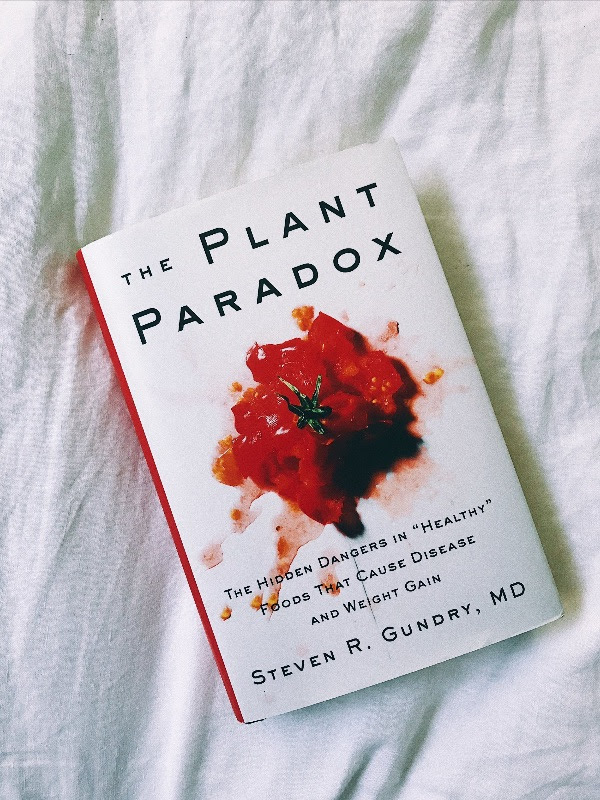 THE PLANT
PARADOX
THE HIDDEN DANGERS IN "HEALTHY"
FOODS THAT CAUSE DISEASE
AND WEIGHT GAIN
STEVEN R. GUNDRY, MD